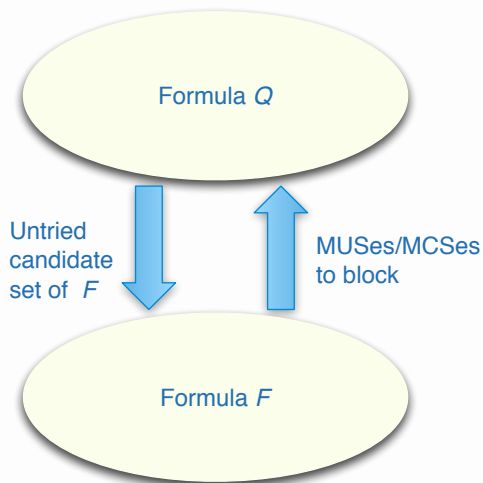 Formula Q
Untried
candidate
set of F
MUSes/MCSes
to block
Formula F